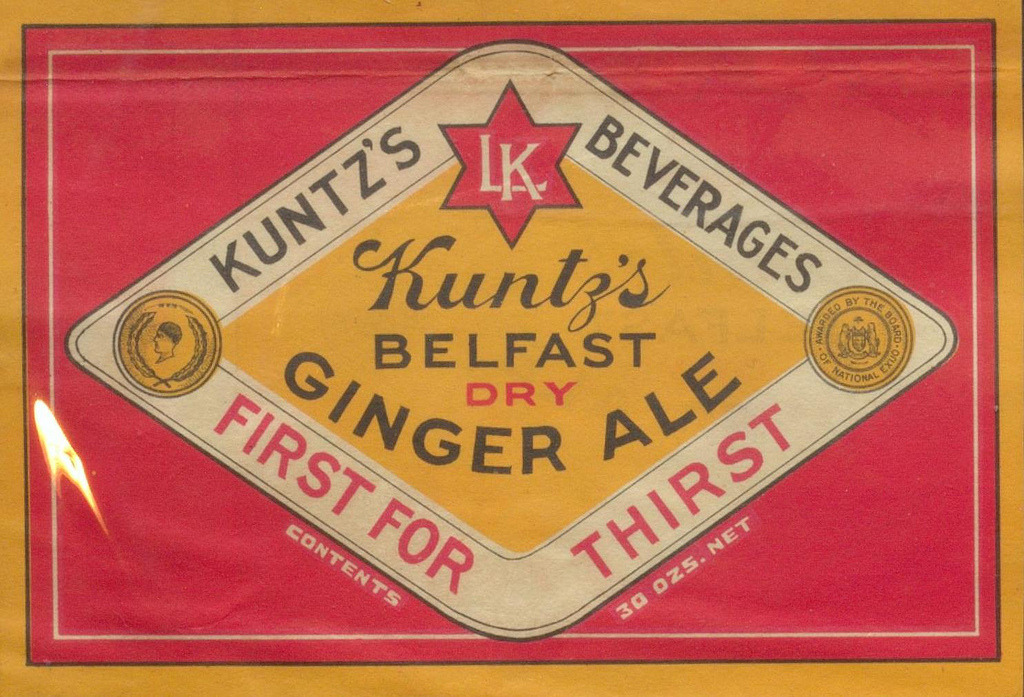 KUNTZ'S BEVERAGES
LK
Kuntz's
BELFAST
DRY
GINGER ALE
FIRST FOR THIRST
CONTENTS 30 OZS. NET
AWARDED BY THE BOARD
OF NATIONAL EXPO